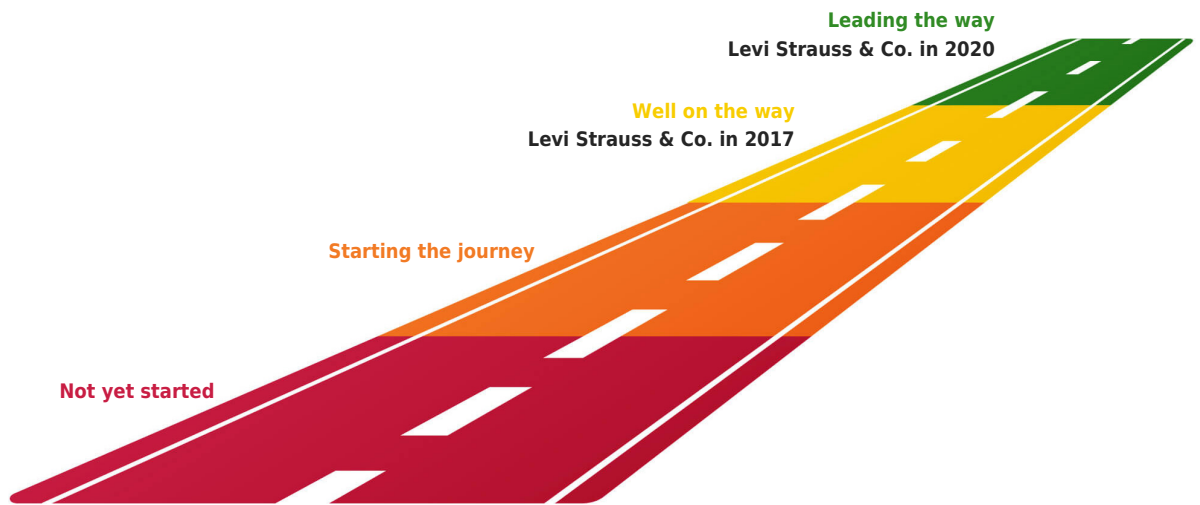 Leading the way
Levi Strauss & Co. in 2020
Well on the way
Levi Strauss & Co. in 2017
Starting the journey
Not yet started